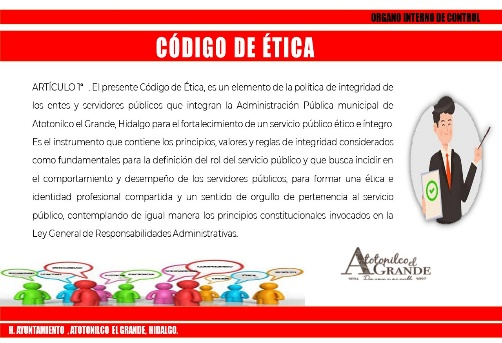 ORGANO INTERNO DE CONTROL
CÓDIGO DE ÉTICA
ARTÍCULO 1° . El presente Código de Ética, es un elemento de la política de integridad de
los entes y servidores públicos que integran la Administración Pública municipal de
Atotonilco el Grande, Hidalgo para el fortalecimiento de un servicio público ético e íntegro.
Es el instrumento que contiene los principios, valores y reglas de integridad considerados
como fundamentales para la definición del rol del servicio público y que busca incidir en
el comportamiento y desempeño de los servidores públicos, para formar una ética e
identidad profesional compartida y un sentido de orgullo de pertenencia al servicio
público, contemplando de igual manera los principios constitucionales invocados en la
Ley General de Responsabilidades Administrativas.
Atotonilco el
GRANDE
H. AYUNTAMIENTO , ATOTONILCO EL GRANDE, HIDALGO.